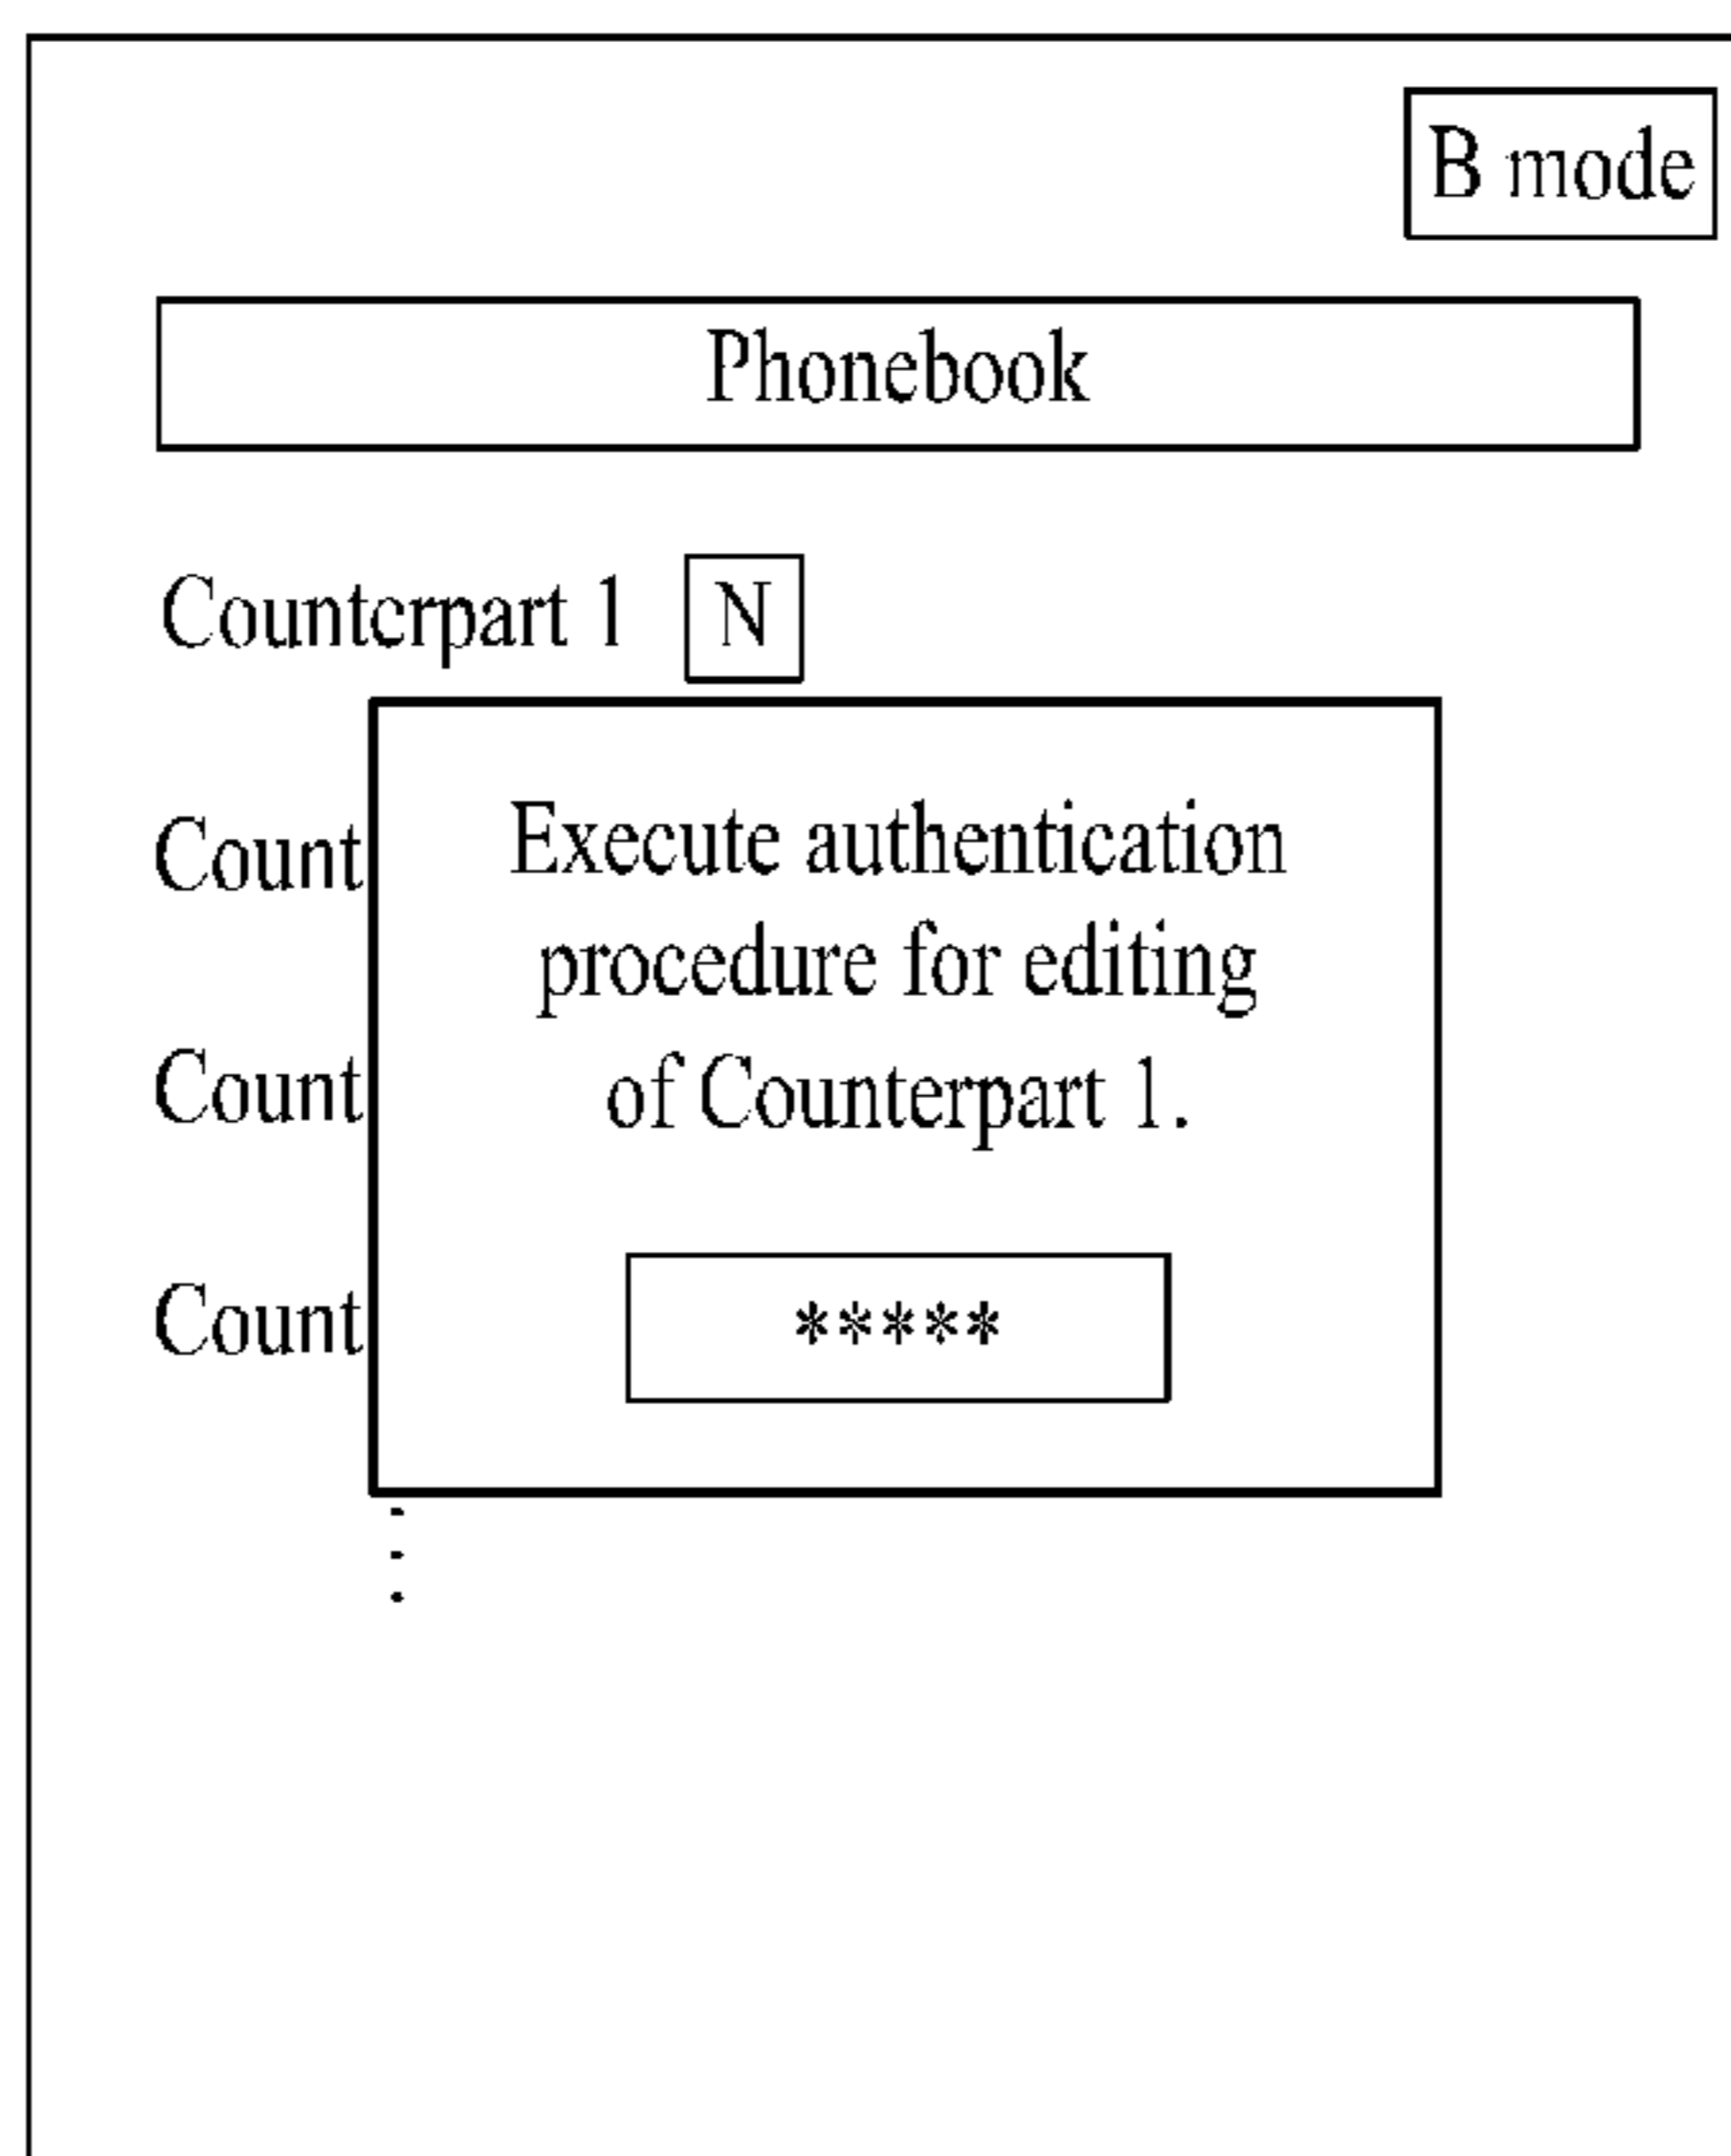 B mode
Phonebook
Counterpart 1 N
Count
Execute authentication
procedure for editing
Count
of Counterpart 1.
Count
*****